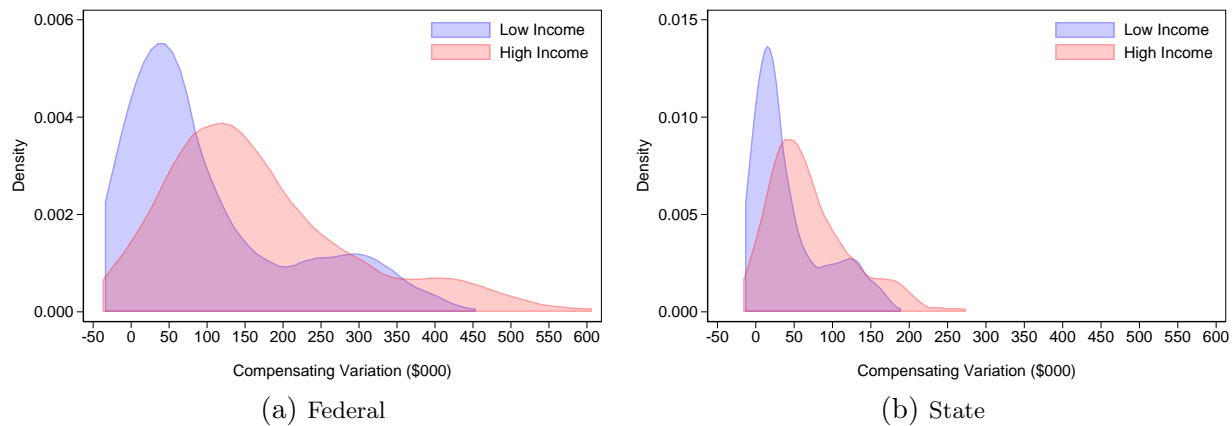 0.006
0.004
0.002
0.000
Density
Low Income
High Income
-50 0 50 100 150 200 250 300 350 400 450 500 550 600
Compensating Variation ($000)
(a) Federal
0.015
0.010
0.005
0.000
Density
Low Income
High Income
-50 0 50 100 150 200 250 300 350 400 450 500 550 600
Compensating Variation ($000)
(b) State